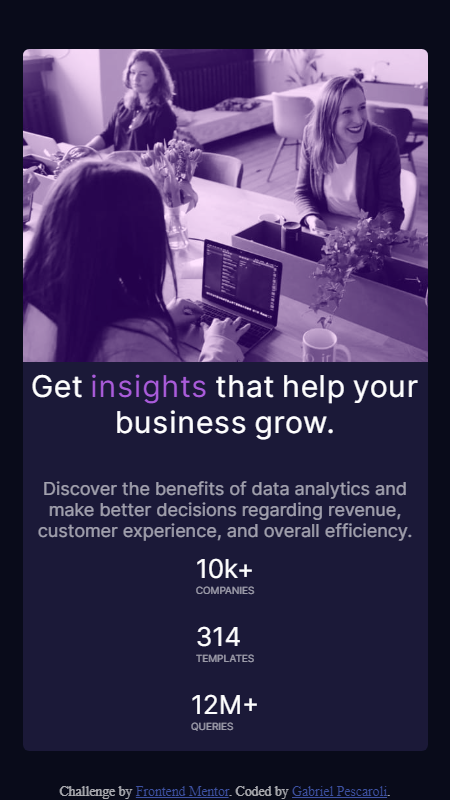 Get insights that help your
business grow.
Discover the benefits of data analytics and
make better decisions regarding revenue,
customer experience, and overall efficiency.
10k+
COMPANIES
314
TEMPLATES
12M+
QUERIES
Challenge by Frontend Mentor. Coded by Gabriel Pescaroli.